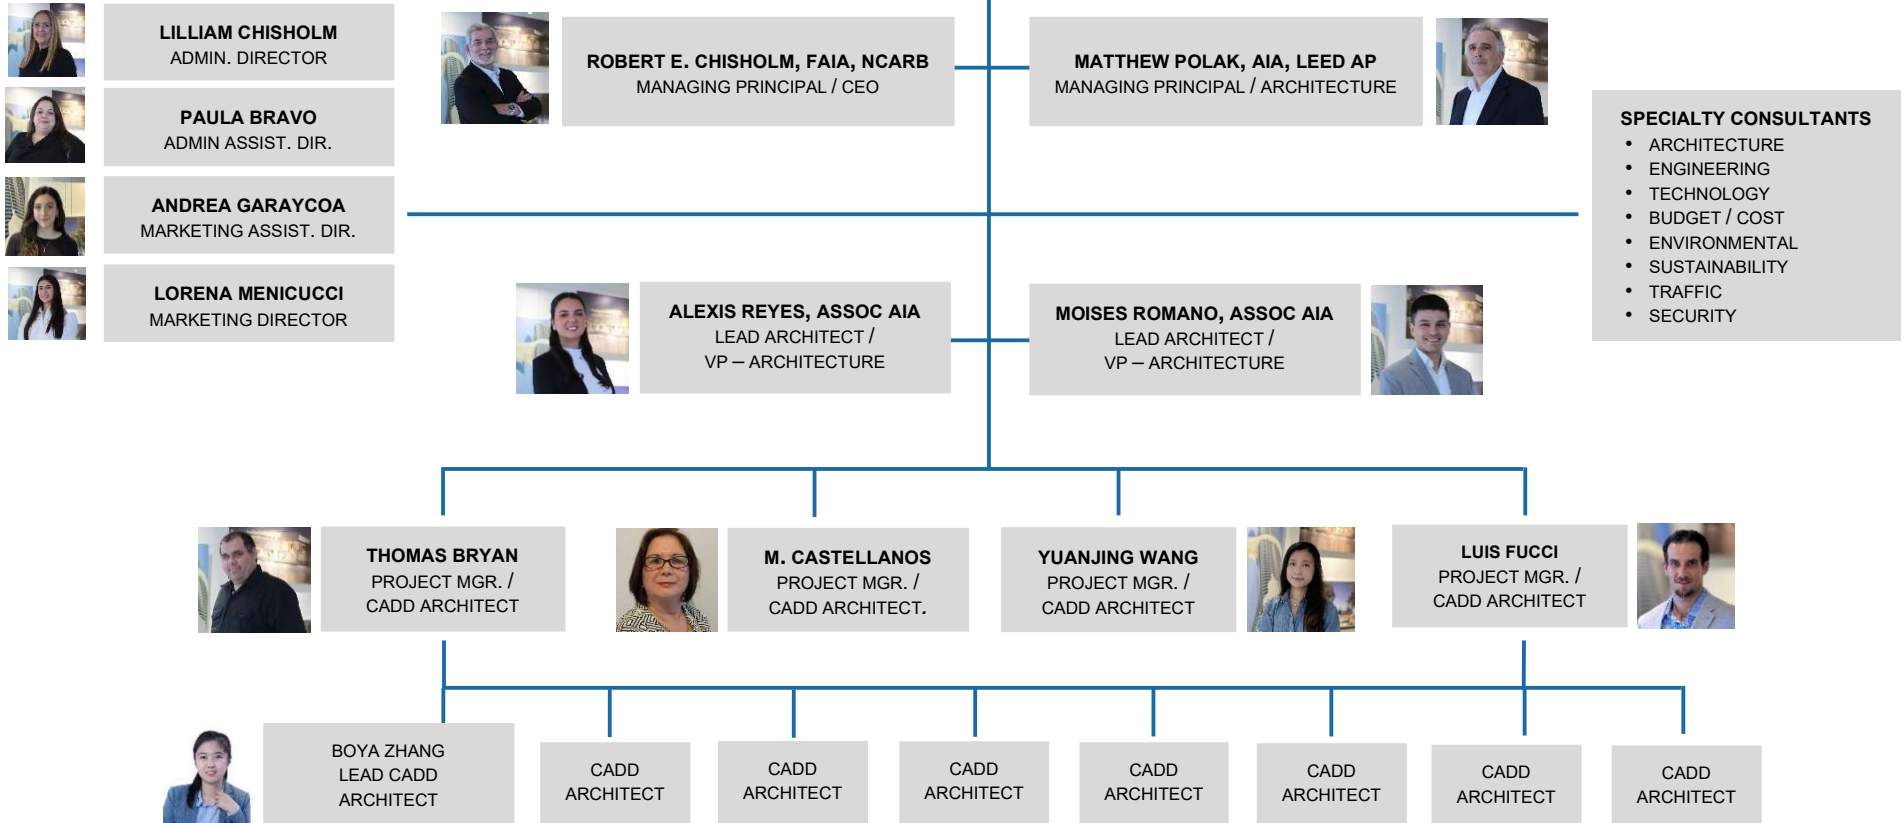 LILLIAM CHISHOLM
ADMIN. DIRECTOR
PAULA BRAVO
ADMIN ASSIST. DIR.
ANDREA GARAYCOA
MARKETING ASSIST. DIR.
LORENA MENICUCCI
MARKETING DIRECTOR
ROBERT E. CHISHOLM, FAIA, NCARB
MANAGING PRINCIPAL / CEO
MATTHEW POLAK, AIA, LEED AP
MANAGING PRINCIPAL / ARCHITECTURE
SPECIALTY CONSULTANTS
• ARCHITECTURE
• ENGINEERING
• TECHNOLOGY
• BUDGET / COST
• ENVIRONMENTAL
• SUSTAINABILITY
• TRAFFIC
• SECURITY
ALEXIS REYES, ASSOC AIA
LEAD ARCHITECT /
VP – ARCHITECTURE
MOISES ROMANO, ASSOC AIA
LEAD ARCHITECT /
VP – ARCHITECTURE
THOMAS BRYAN
PROJECT MGR. /
CADD ARCHITECT
M. CASTELLANOS
PROJECT MGR. /
CADD ARCHITECT.
YUANJING WANG
PROJECT MGR. /
CADD ARCHITECT
LUIS FUCCI
PROJECT MGR. /
CADD ARCHITECT
BOYA ZHANG
LEAD CADD
ARCHITECT
CADD
ARCHITECT
CADD
ARCHITECT
CADD
ARCHITECT
CADD
ARCHITECT
CADD
ARCHITECT
CADD
ARCHITECT
CADD
ARCHITECT